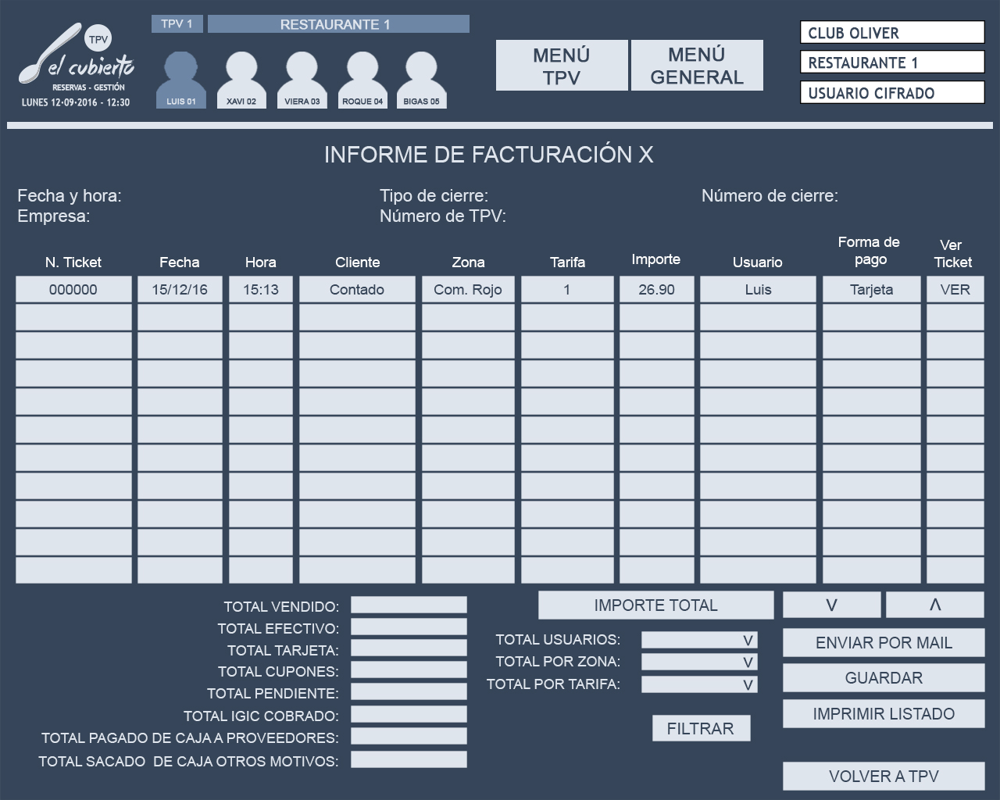 TPV
el cubierto
RESERVAS - GESTIÓN
LUNES 12·09·2016 - 12:30
TPV 1
RESTAURANTE 1
LUIS 01
XAVI 02
VIERA 03
ROQUE 04
BIGAS 05
MENÚ
TPV
MENÚ
GENERAL
CLUB OLIVER
RESTAURANTE 1
USUARIO CIFRADO
INFORME DE FACTURACIÓN X
Fecha y hora:
Empresa:
Tipo de cierre:
Número de TPV:
Número de cierre:
N. Ticket Fecha Hora Cliente Zona Tarifa Importe Usuario Forma de pago Ver Ticket
000000 15/12/16 15:13 Contado Com. Rojo 1 26.90 Luis Tarjeta VER
TOTAL VENDIDO:
TOTAL EFECTIVO:
TOTAL TARJETA:
TOTAL CUPONES:
TOTAL PENDIENTE:
TOTAL IGIC COBRADO:
TOTAL PAGADO DE CAJA A PROVEEDORES:
TOTAL SACADO DE CAJA OTROS MOTIVOS:
IMPORTE TOTAL
TOTAL USUARIOS: V
TOTAL POR ZONA: V
TOTAL POR TARIFA: V
FILTRAR
V
Λ
ENVIAR POR MAIL
GUARDAR
IMPRIMIR LISTADO
VOLVER A TPV